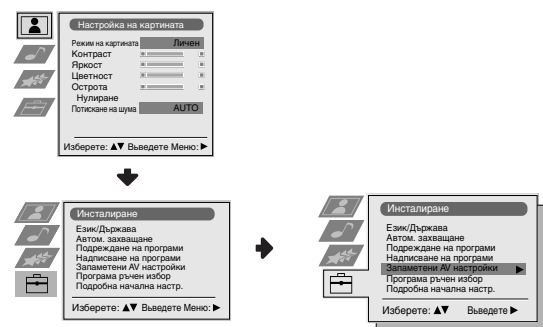 Настройка на картината
Режим на картината Личен
Контраст
Яркост
Цветност
Острота
Нулиране
Потискане на шума AUTO
Изберете: ▲▼ Въведете Меню: ▶
Инсталиране
Език/Държава
Автом. захващане
Подреждане на програми
Надписване на програми
Запаметени AV настройки
Програма ръчен избор
Подробна начална настр.
Изберете: ▲▼ Въведете Меню: ▶
Инсталиране
Език/Държава
Автом. захващане
Подреждане на програми
Надписване на програми
Запаметени AV настройки ▶
Програма ръчен избор
Подробна начална настр.
Изберете: ▲▼ Въведете ▶